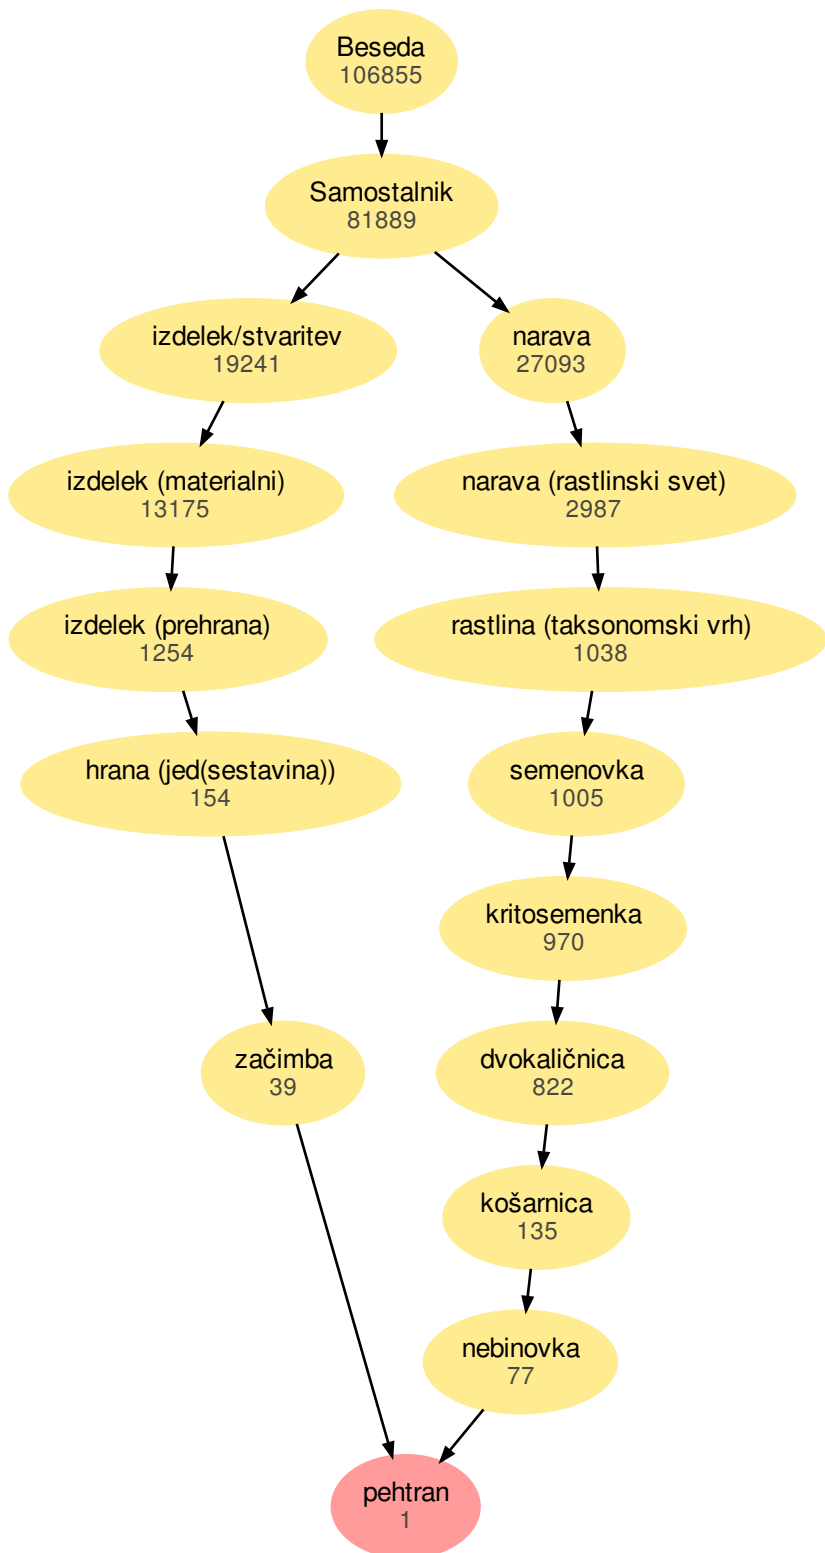 Beseda
106855
Samostalnik
81889
izdelek/stvaritev
19241
narava
27093
izdelek (materialni)
13175
narava (rastlinski svet)
2987
izdelek (prehrana)
1254
rastlina (taksonomski vrh)
1038
hrana (jed(sestavina))
154
semenovka
1005
kritosemenka
970
začimba
39
dvokaličnica
822
košarnica
135
nebinovka
77
pehtran
1